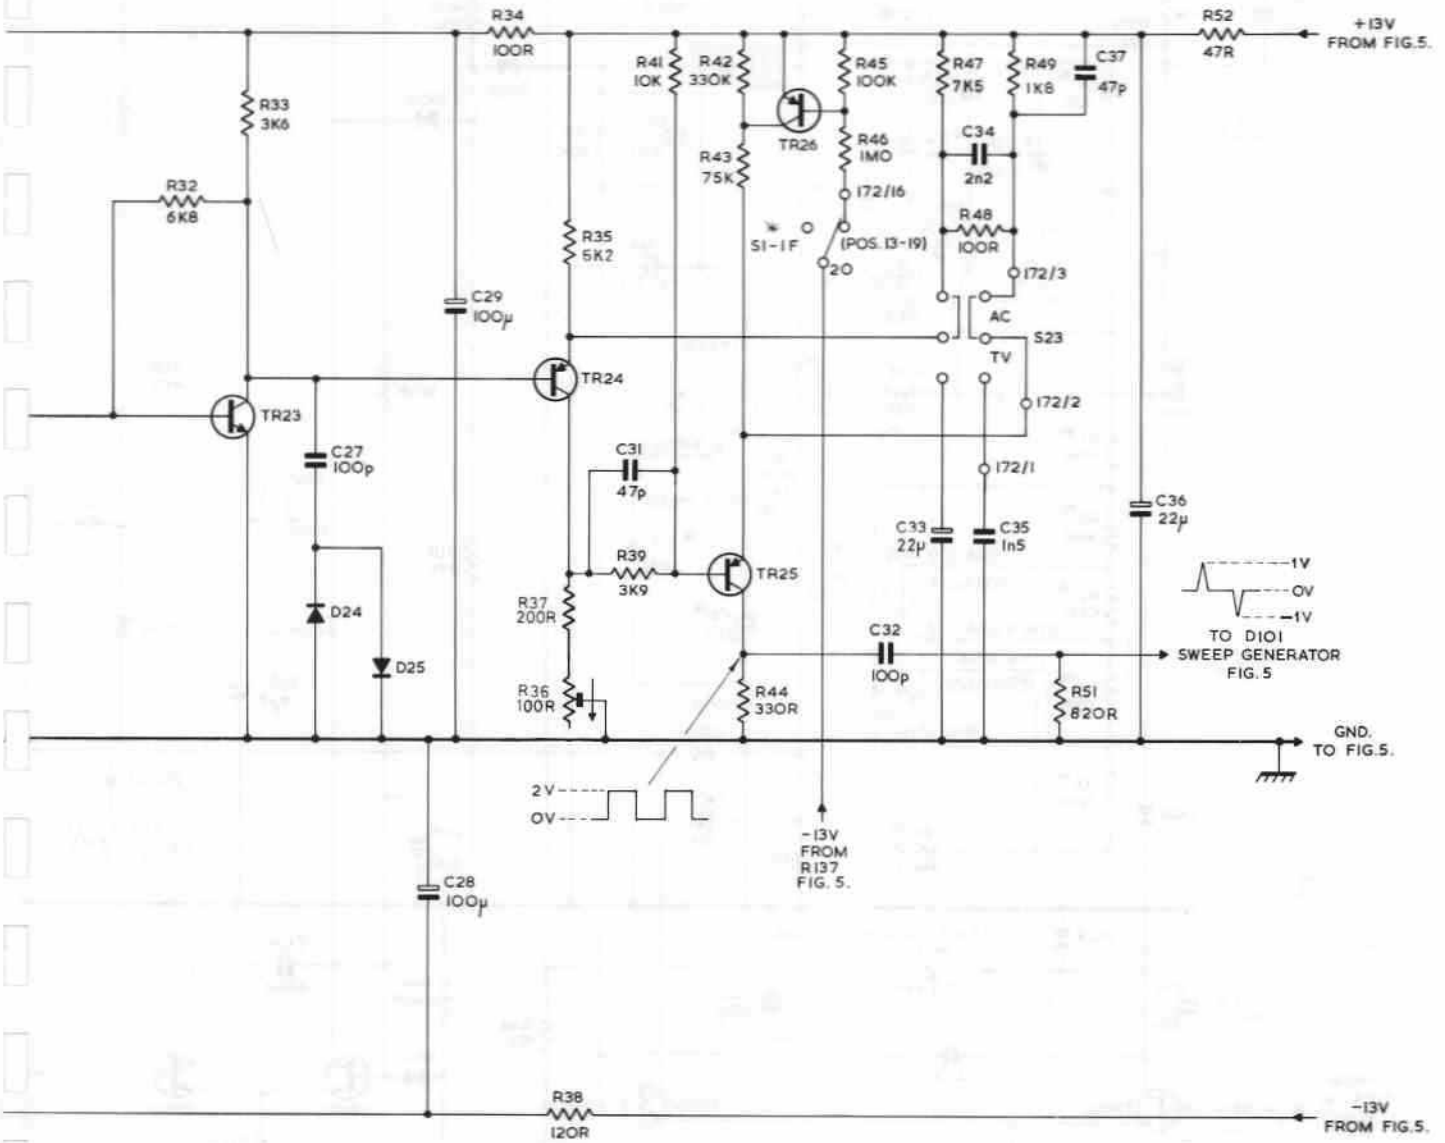 R34
100R
R52
47R
+13V
FROM FIG.5.
R33
3K6
R41
10K
R42
330K
TR26
R45
100K
R47
7K5
R49
1K8
C37
47p
R46
1M0
C34
2n2
R43
75K
172/16
R32
6K8
R35
6K2
S1-1F
(POS. 13-19)
20
R48
100R
172/3
C29
100µ
AC
S23
TV
TR24
172/2
TR23
C27
100p
C31
47p
172/1
C33
22µ
C35
1n5
C36
22µ
R39
3K9
TR25
1V
0V
-1V
D24
R37
200R
C32
100p
TO D101
SWEEP GENERATOR
FIG.5
D25
R36
100R
R44
330R
R51
820R
GND.
TO FIG.5.
2V
0V
-13V
FROM
R137
FIG. 5.
C28
100µ
R38
120R
-13V
FROM FIG.5.